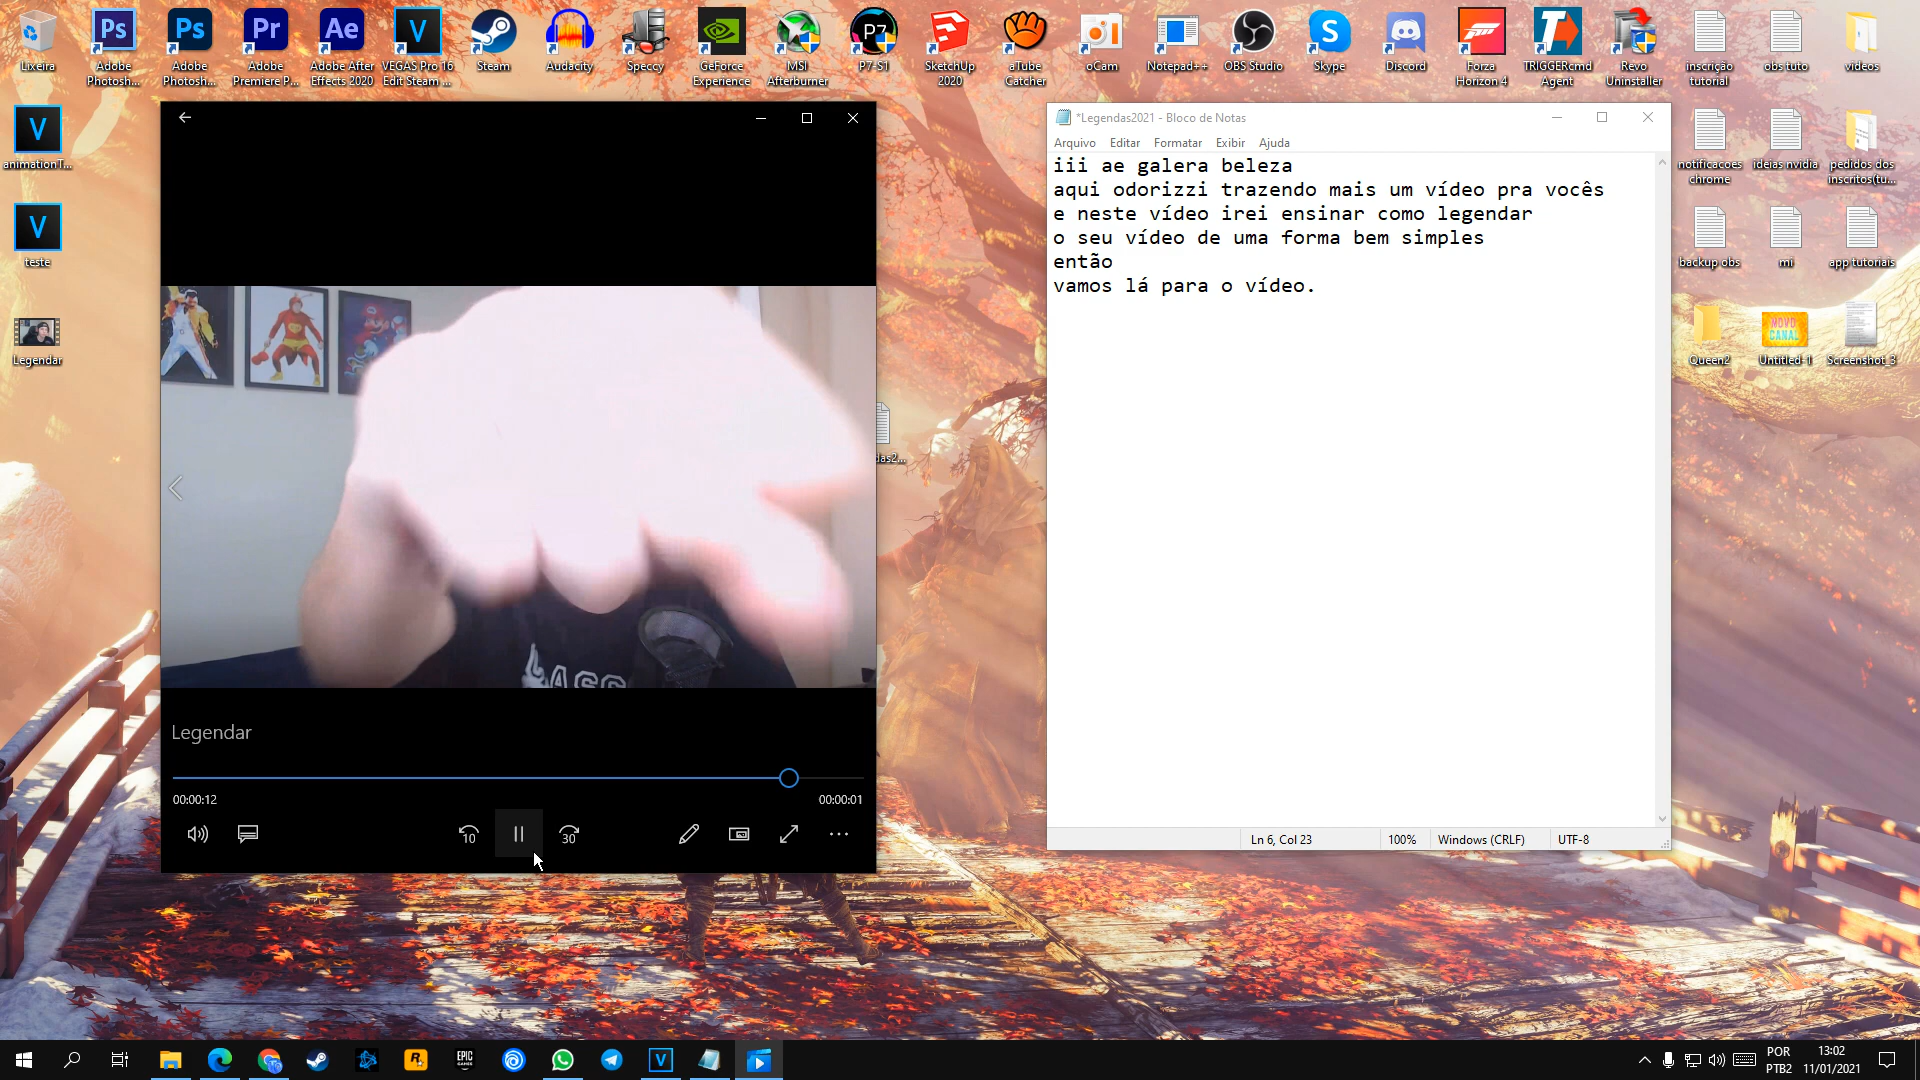 Lixeira
Adobe Photosh...
Adobe Photosh...
Adobe Premiere P...
Adobe After Effects 2020
VEGAS Pro 16 Edit Steam ...
Steam
Audacity
Speccy
GeForce Experience
MSI Afterburner
P7-S1
SketchUp 2020
aTube Catcher
oCam
Notepad++
OBS Studio
Skype
Discord
Forza Horizon 4
TRIGGERcmd Agent
Revo Uninstaller
inscrição tutorial
obs tuto
videos
animationT...
teste
Legendar
notificacoes chrome
ideias nvidia
pedidos dos inscritos(tu...
backup obs
mi
app tutoriais
Queen2
NOVO CANAL
Untitled-1
Screenshot_3
das2...
*Legendas2021 - Bloco de Notas
Arquivo Editar Formatar Exibir Ajuda
iii ae galera beleza
aqui odorizzi trazendo mais um vídeo pra vocês
e neste vídeo irei ensinar como legendar
o seu vídeo de uma forma bem simples
então
vamos lá para o vídeo.
Ln 6, Col 23 100% Windows (CRLF) UTF-8
Legendar
00:00:12 00:00:01
10 30
POR
PTB2
13:02
11/01/2021